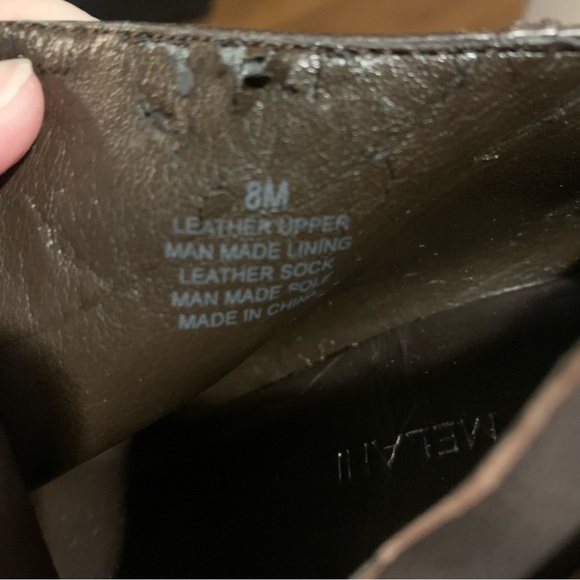 8M
LEATHER UPPER
MAN MADE LINING
LEATHER SOCK
MAN MADE SOLE
MADE IN CHINA